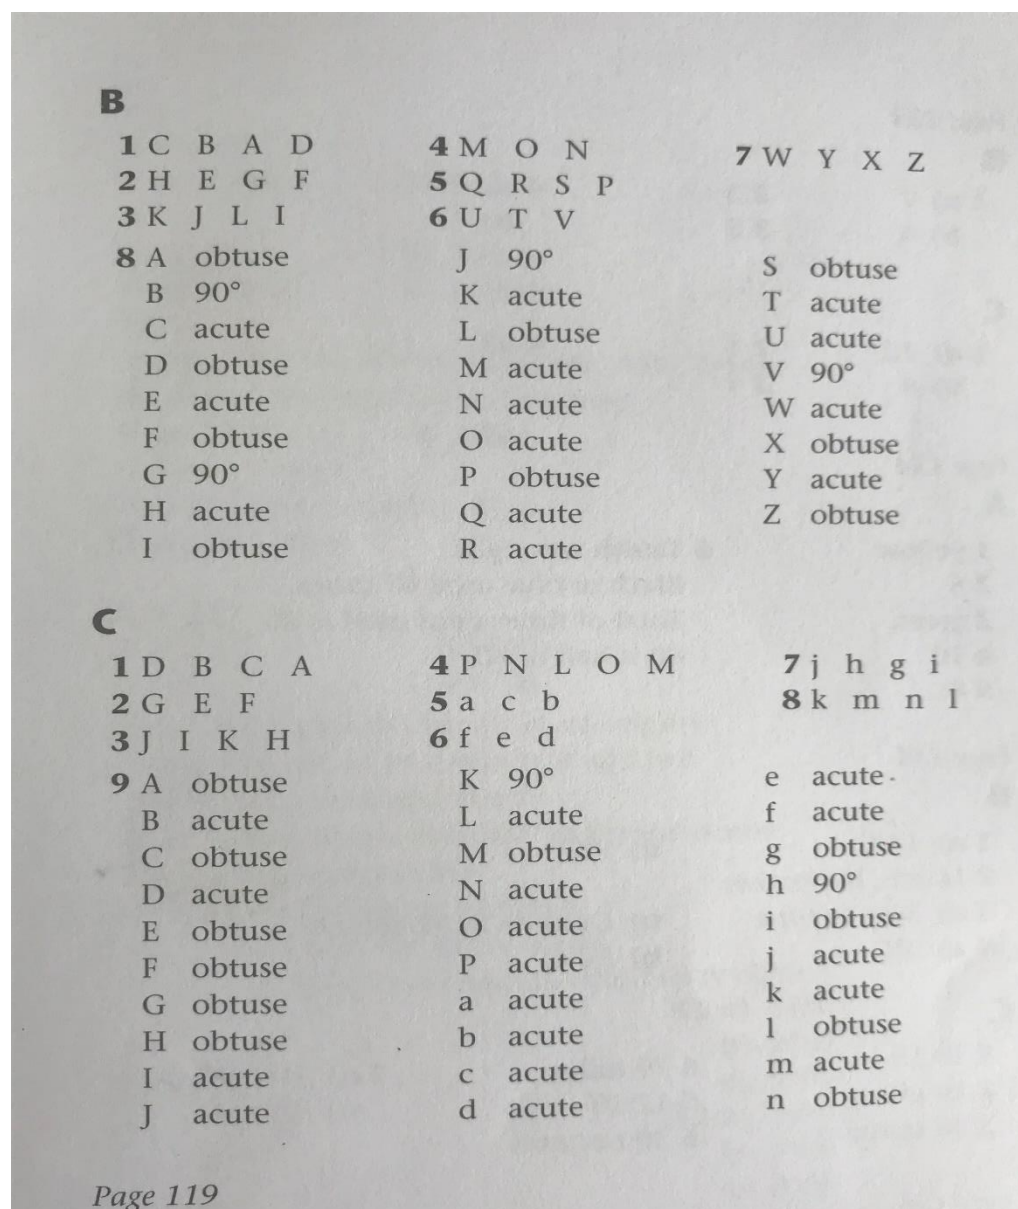 B
1 C B A D
2 H E G F
3 K J L I
4 M O N
5 Q R S P
6 U T V
7 W Y X Z
8 A obtuse
B 90°
C acute
D obtuse
E acute
F obtuse
G 90°
H acute
I obtuse
J 90°
K acute
L obtuse
M acute
N acute
O acute
P obtuse
Q acute
R acute
S obtuse
T acute
U acute
V 90°
W acute
X obtuse
Y acute
Z obtuse
C
1 D B C A
2 G E F
3 J I K H
4 P N L O M
5 a c b
6 f e d
7 j h g i
8 k m n l
9 A obtuse
B acute
C obtuse
D acute
E obtuse
F obtuse
G obtuse
H obtuse
I acute
J acute
K 90°
L acute
M obtuse
N acute
O acute
P acute
a acute
b acute
c acute
d acute
e acute
f acute
g obtuse
h 90°
i obtuse
j acute
k acute
l obtuse
m acute
n obtuse
Page 119